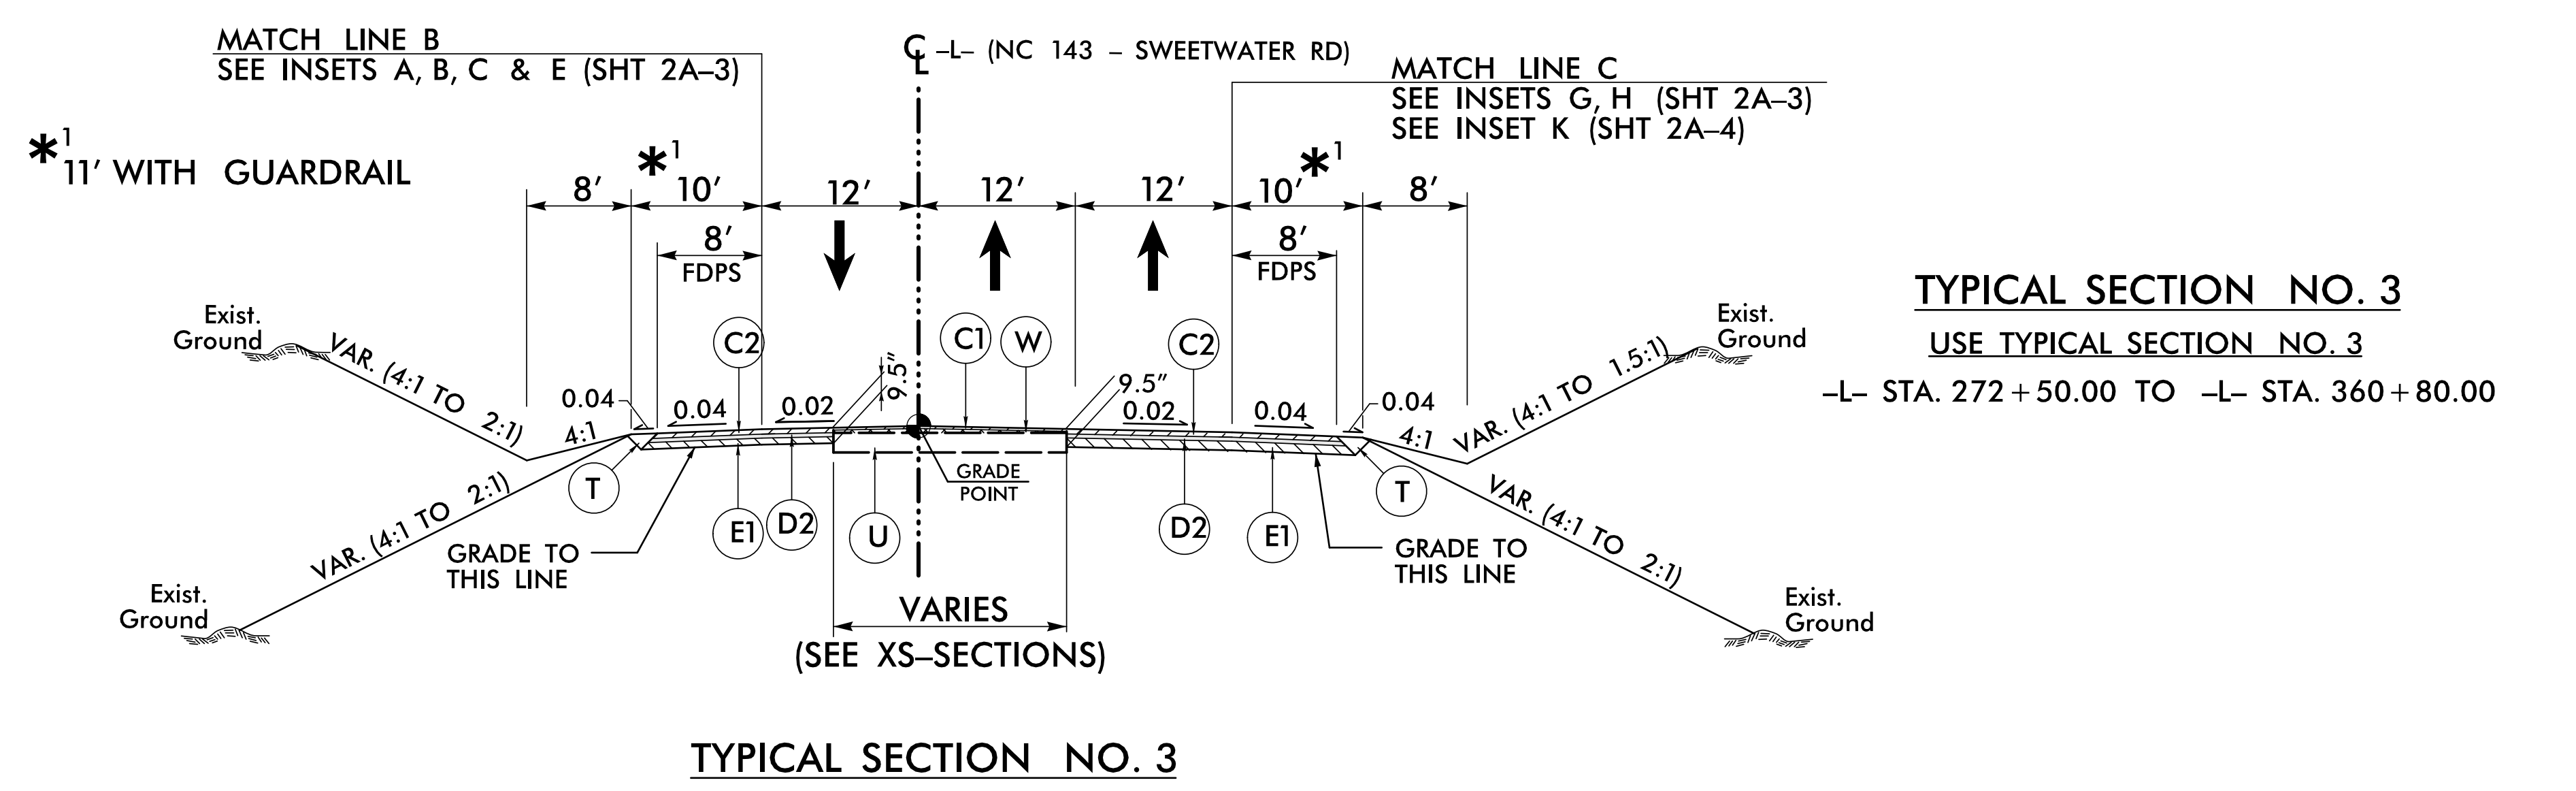 MATCH LINE B
SEE INSETS A, B, C & E (SHT 2A–3)
℄ –L– (NC 143 – SWEETWATER RD)
MATCH LINE C
SEE INSETS G, H (SHT 2A–3)
SEE INSET K (SHT 2A–4)
*1 11' WITH GUARDRAIL
*1
*1
8' 10' 12' 12' 12' 10' 8'
8'
FDPS
8'
FDPS
TYPICAL SECTION NO. 3
USE TYPICAL SECTION NO. 3
–L– STA. 272+50.00 TO –L– STA. 360+80.00
Exist.
Ground
Exist.
Ground
VAR. (4:1 TO 2:1)
VAR. (4:1 TO 1.5:1)
C2 C1 W C2
9.5"
9.5"
0.04 0.04 0.02 0.02 0.04 0.04
4:1 4:1
T E1 D2 U D2 E1 T
GRADE
POINT
VAR. (4:1 TO 2:1)
VAR. (4:1 TO 2:1)
GRADE TO
THIS LINE
GRADE TO
THIS LINE
Exist.
Ground
Exist.
Ground
VARIES
(SEE XS–SECTIONS)
TYPICAL SECTION NO. 3